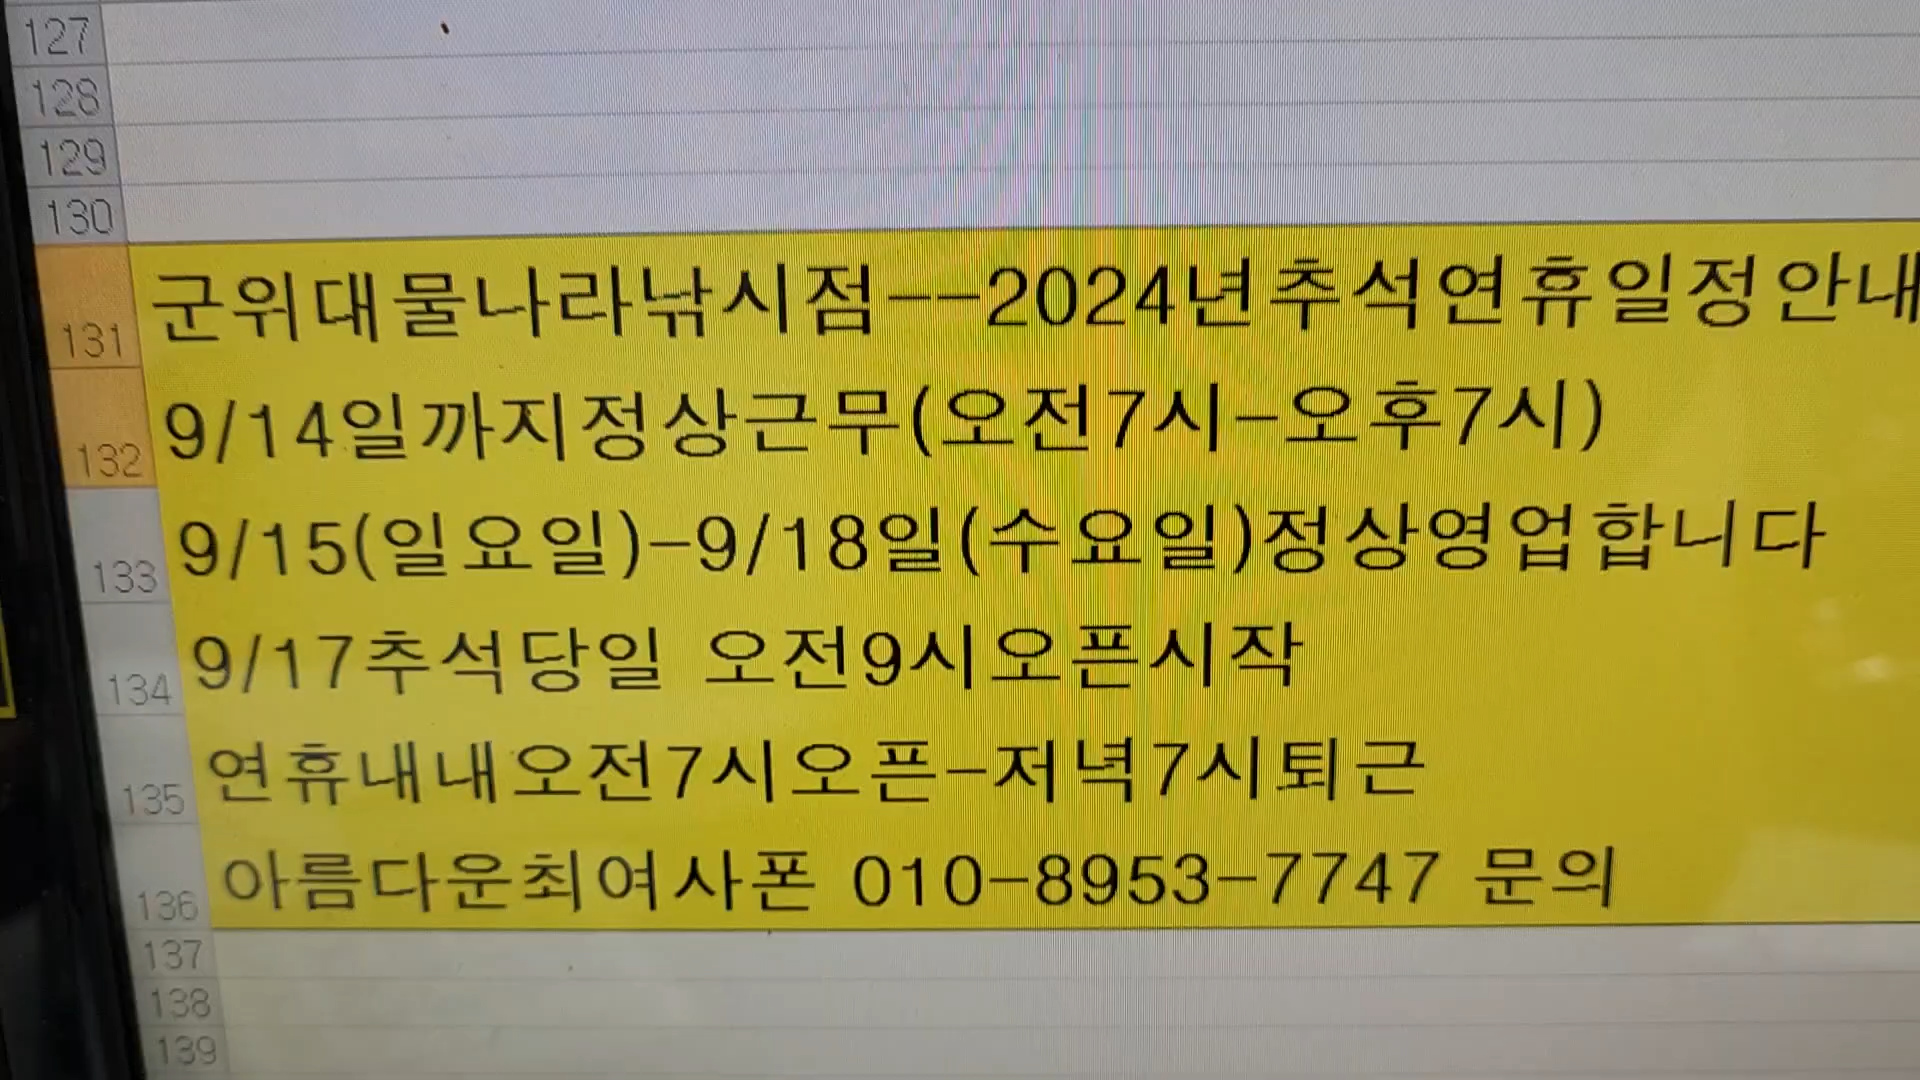 127
128
129
130
131 군위대물나라낚시점--2024년추석연휴일정안내
132 9/14일까지정상근무(오전7시-오후7시)
133 9/15(일요일)-9/18일(수요일)정상영업합니다
134 9/17추석당일 오전9시오픈시작
135 연휴내내오전7시오픈-저녁7시퇴근
136 아름다운최여사폰 010-8953-7747 문의
137
138
139